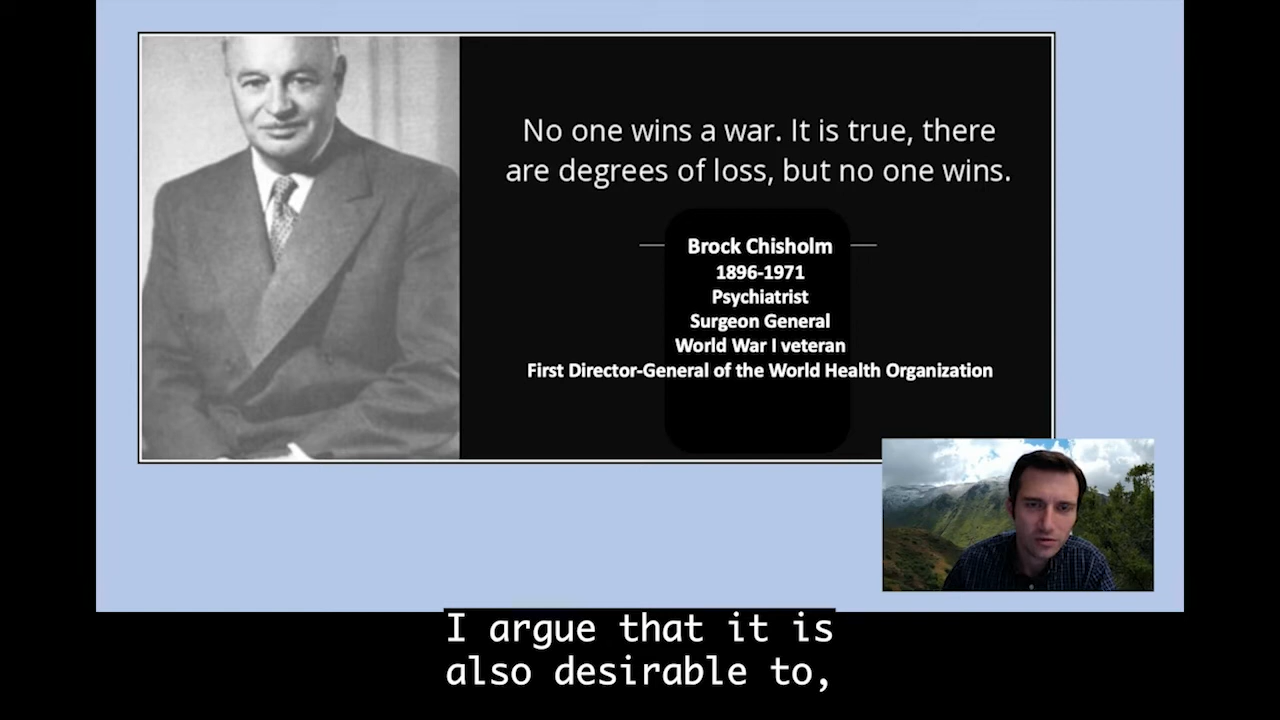 No one wins a war. It is true, there
are degrees of loss, but no one wins.
Brock Chisholm
1896-1971
Psychiatrist
Surgeon General
World War I veteran
First Director-General of the World Health Organization
I argue that it is
also desirable to,